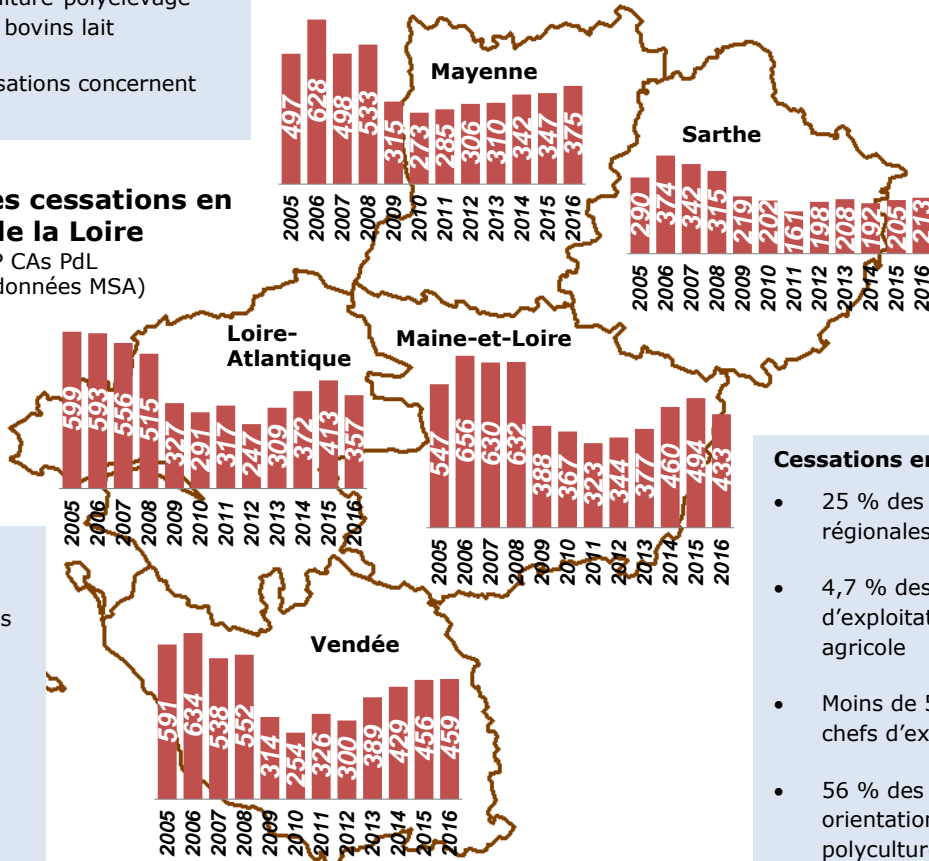 bovins lait
sations concernent
es cessations en
de la Loire
CAs PdL
données MSA)
Mayenne
497 628 498 533 315 273 285 306 310 342 347 375
2005 2006 2007 2008 2009 2010 2011 2012 2013 2014 2015 2016
Sarthe
290 374 342 315 219 202 161 198 208 192 205 213
2005 2006 2007 2008 2009 2010 2011 2012 2013 2014 2015 2016
Loire-
Atlantique
599 593 556 515 327 291 317 247 309 372 413 357
2005 2006 2007 2008 2009 2010 2011 2012 2013 2014 2015 2016
Maine-et-Loire
547 656 630 632 388 367 323 344 377 460 494 433
2005 2006 2007 2008 2009 2010 2011 2012 2013 2014 2015 2016
Vendée
591 634 538 552 314 254 326 300 389 429 456 459
2005 2006 2007 2008 2009 2010 2011 2012 2013 2014 2015 2016
s
Cessations en
• 25 % des
régionales
• 4,7 % des
d'exploitat
agricole
• Moins de 5
chefs d'ex
• 56 % des
orientation
polycultur